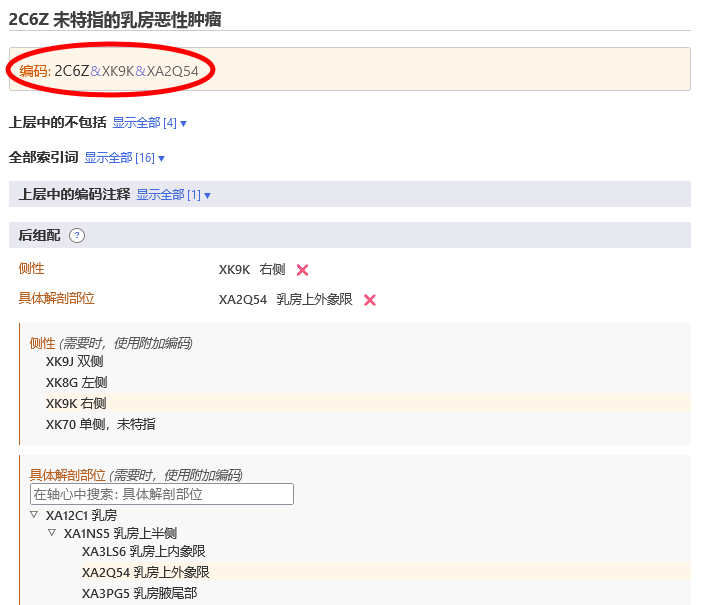 2C6Z 未特指的乳房恶性肿瘤
编码: 2C6Z&XK9K&XA2Q54
上层中的不包括 显示全部 [4] ▾
全部索引词 显示全部 [16] ▾
上层中的编码注释 显示全部 [1] ▾
后组配 ?
侧性 XK9K 右侧
具体解剖部位 XA2Q54 乳房上外象限
侧性 (需要时，使用附加编码)
XK9J 双侧
XK8G 左侧
XK9K 右侧
XK70 单侧，未特指
具体解剖部位 (需要时，使用附加编码)
在轴心中搜索: 具体解剖部位
XA12C1 乳房
XA1NS5 乳房上半侧
XA3LS6 乳房上内象限
XA2Q54 乳房上外象限
XA3PG5 乳房腋尾部